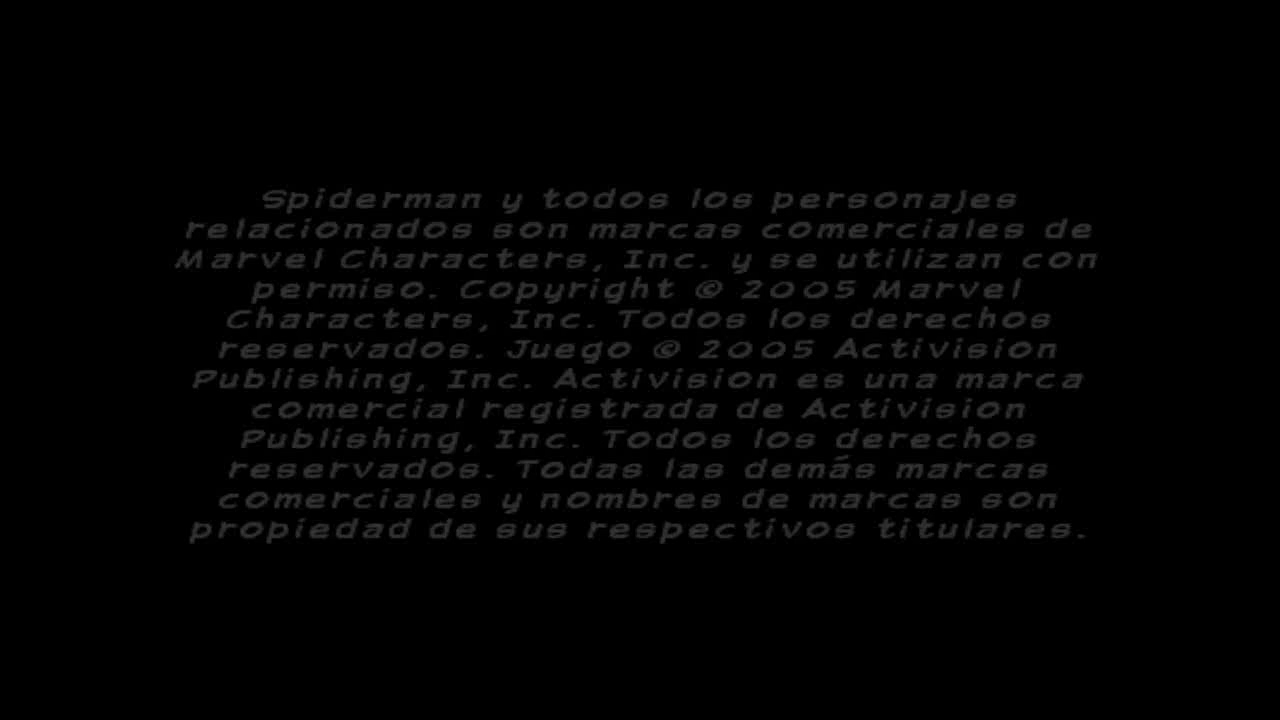 Spiderman y todos los personajes
relacionados son marcas comerciales de
Marvel Characters, Inc. y se utilizan con
permiso. Copyright © 2005 Marvel
Characters, Inc. Todos los derechos
reservados. Juego © 2005 Activision
Publishing, Inc. Activision es una marca
comercial registrada de Activision
Publishing, Inc. Todos los derechos
reservados. Todas las demás marcas
comerciales y nombres de marcas son
propiedad de sus respectivos titulares.